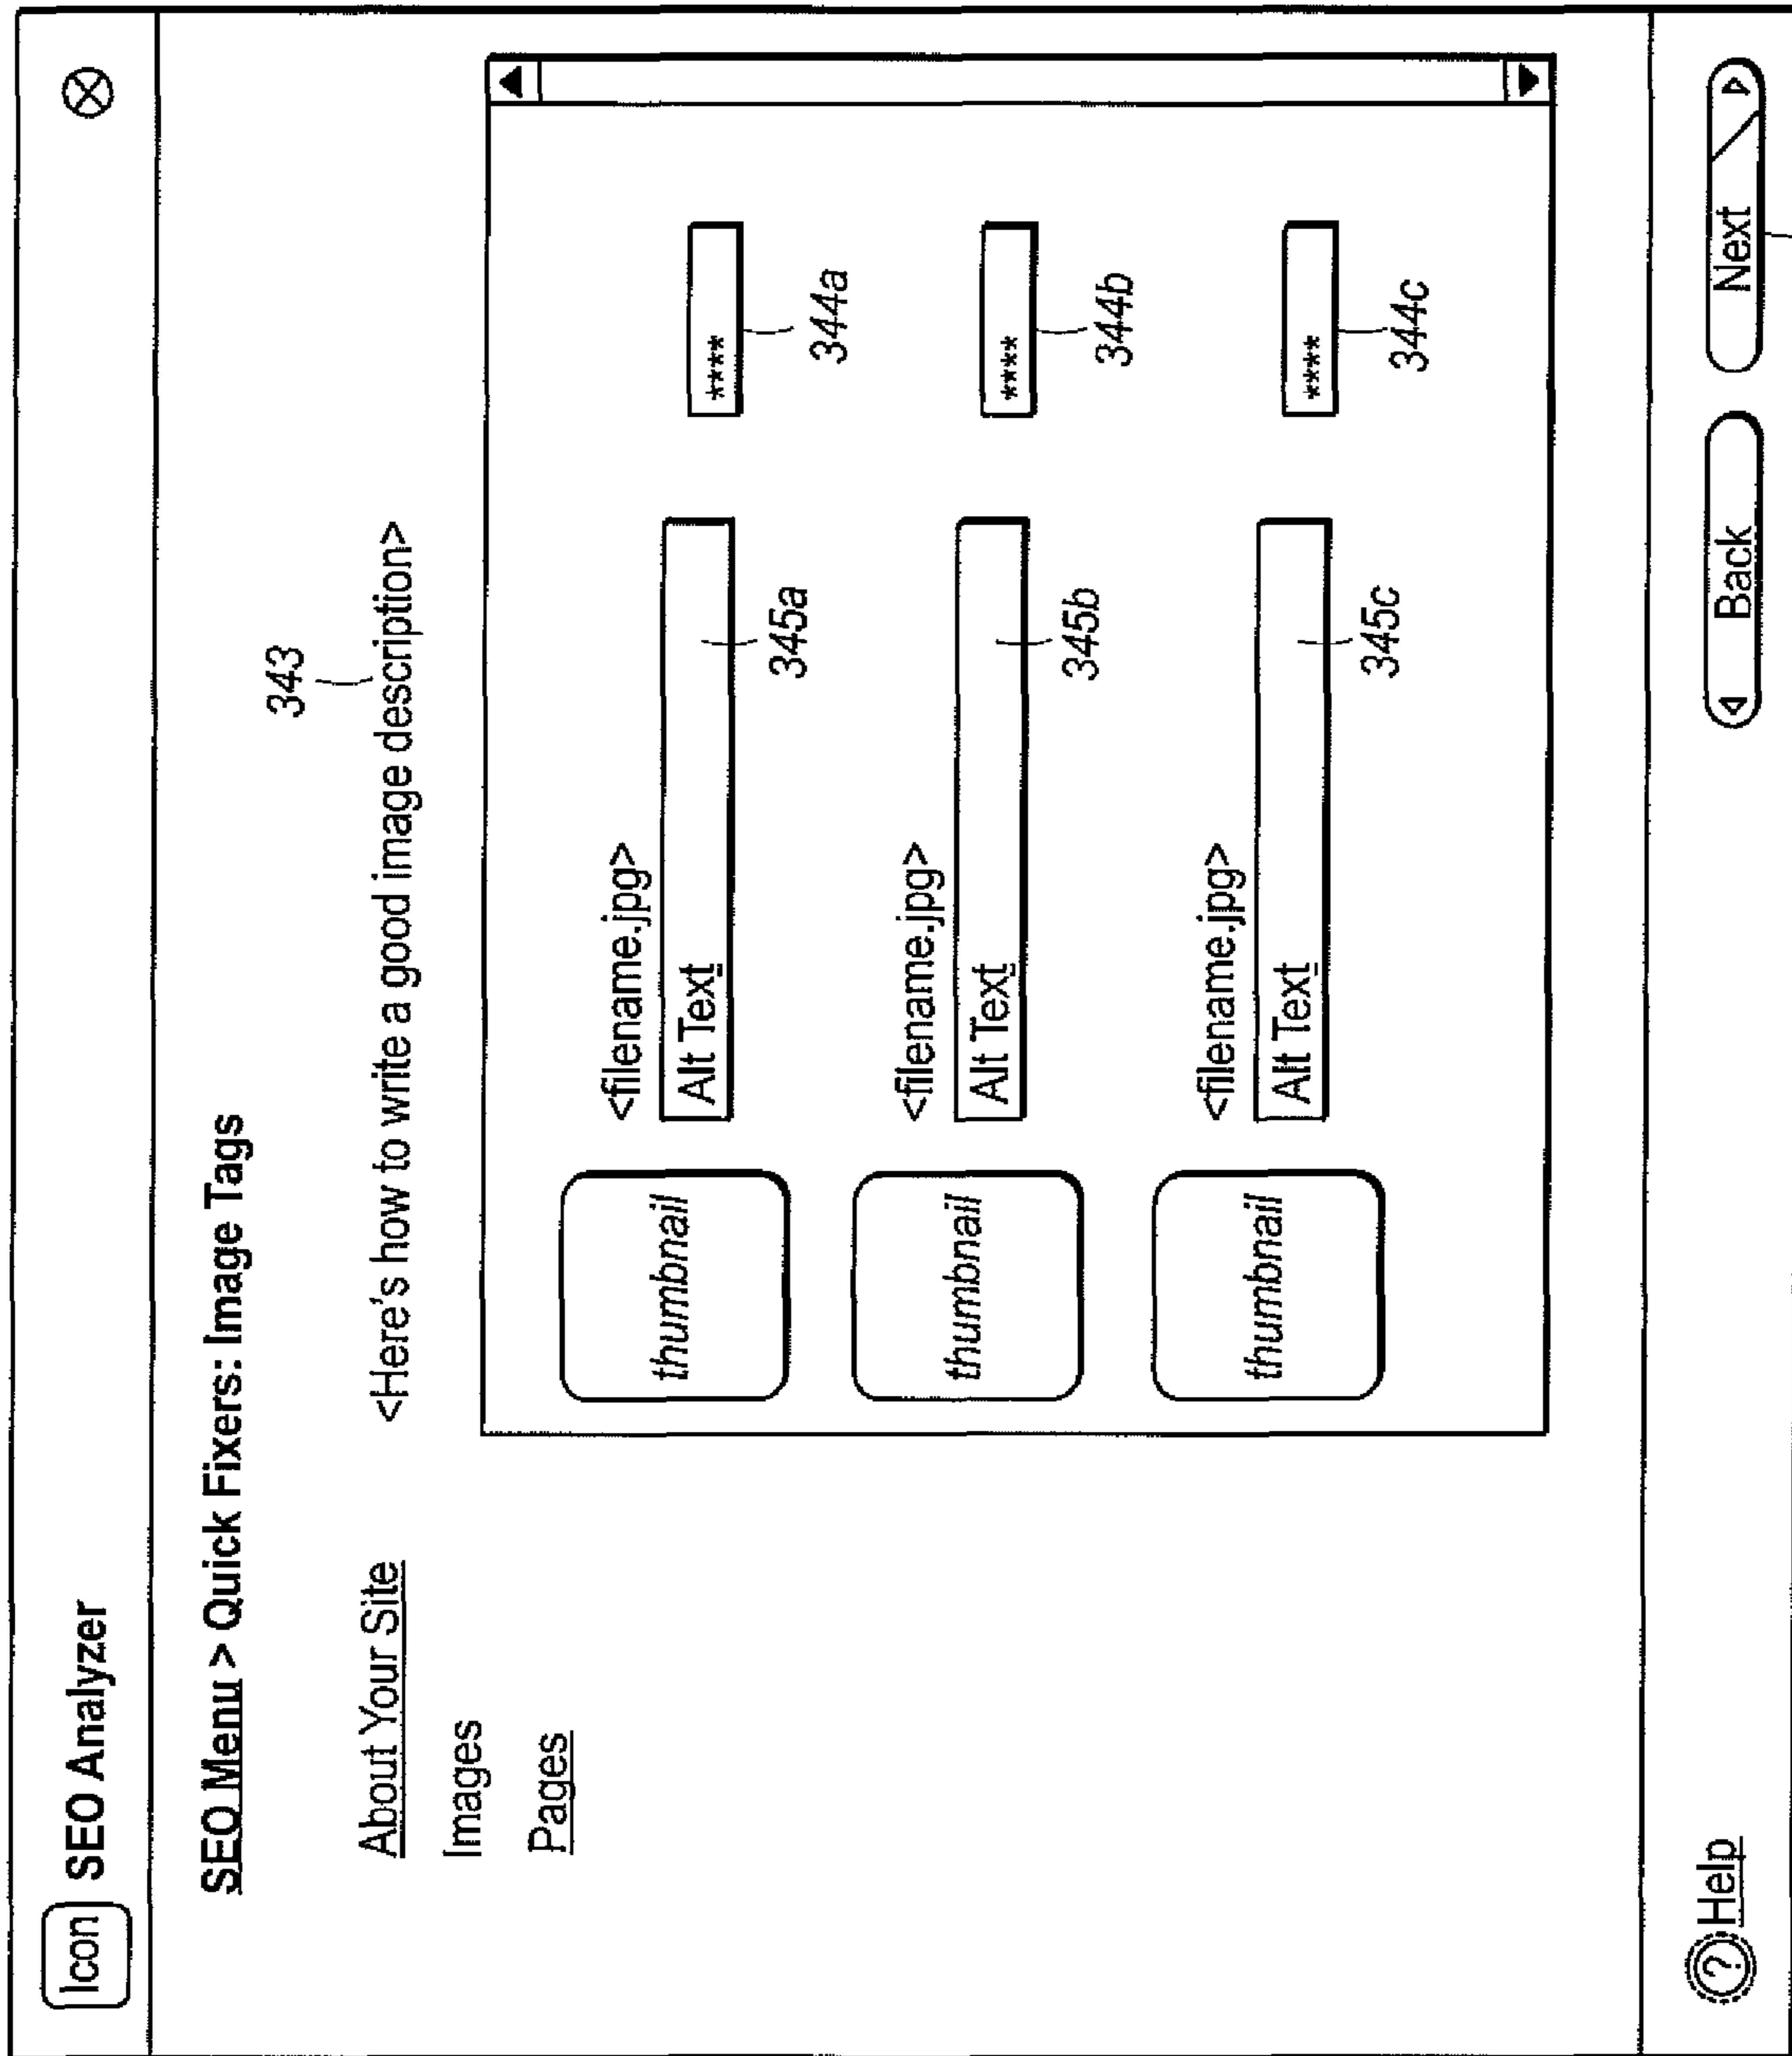 Icon SEO Analyzer
SEO Menu > Quick Fixers: Image Tags
343
About Your Site
Images
Pages
<Here's how to write a good image description>
thumbnail
<filename.jpg>
Alt Text
345a
****
344a
thumbnail
<filename.jpg>
Alt Text
345b
****
344b
thumbnail
<filename.jpg>
Alt Text
345c
****
344c
? Help
Back
Next